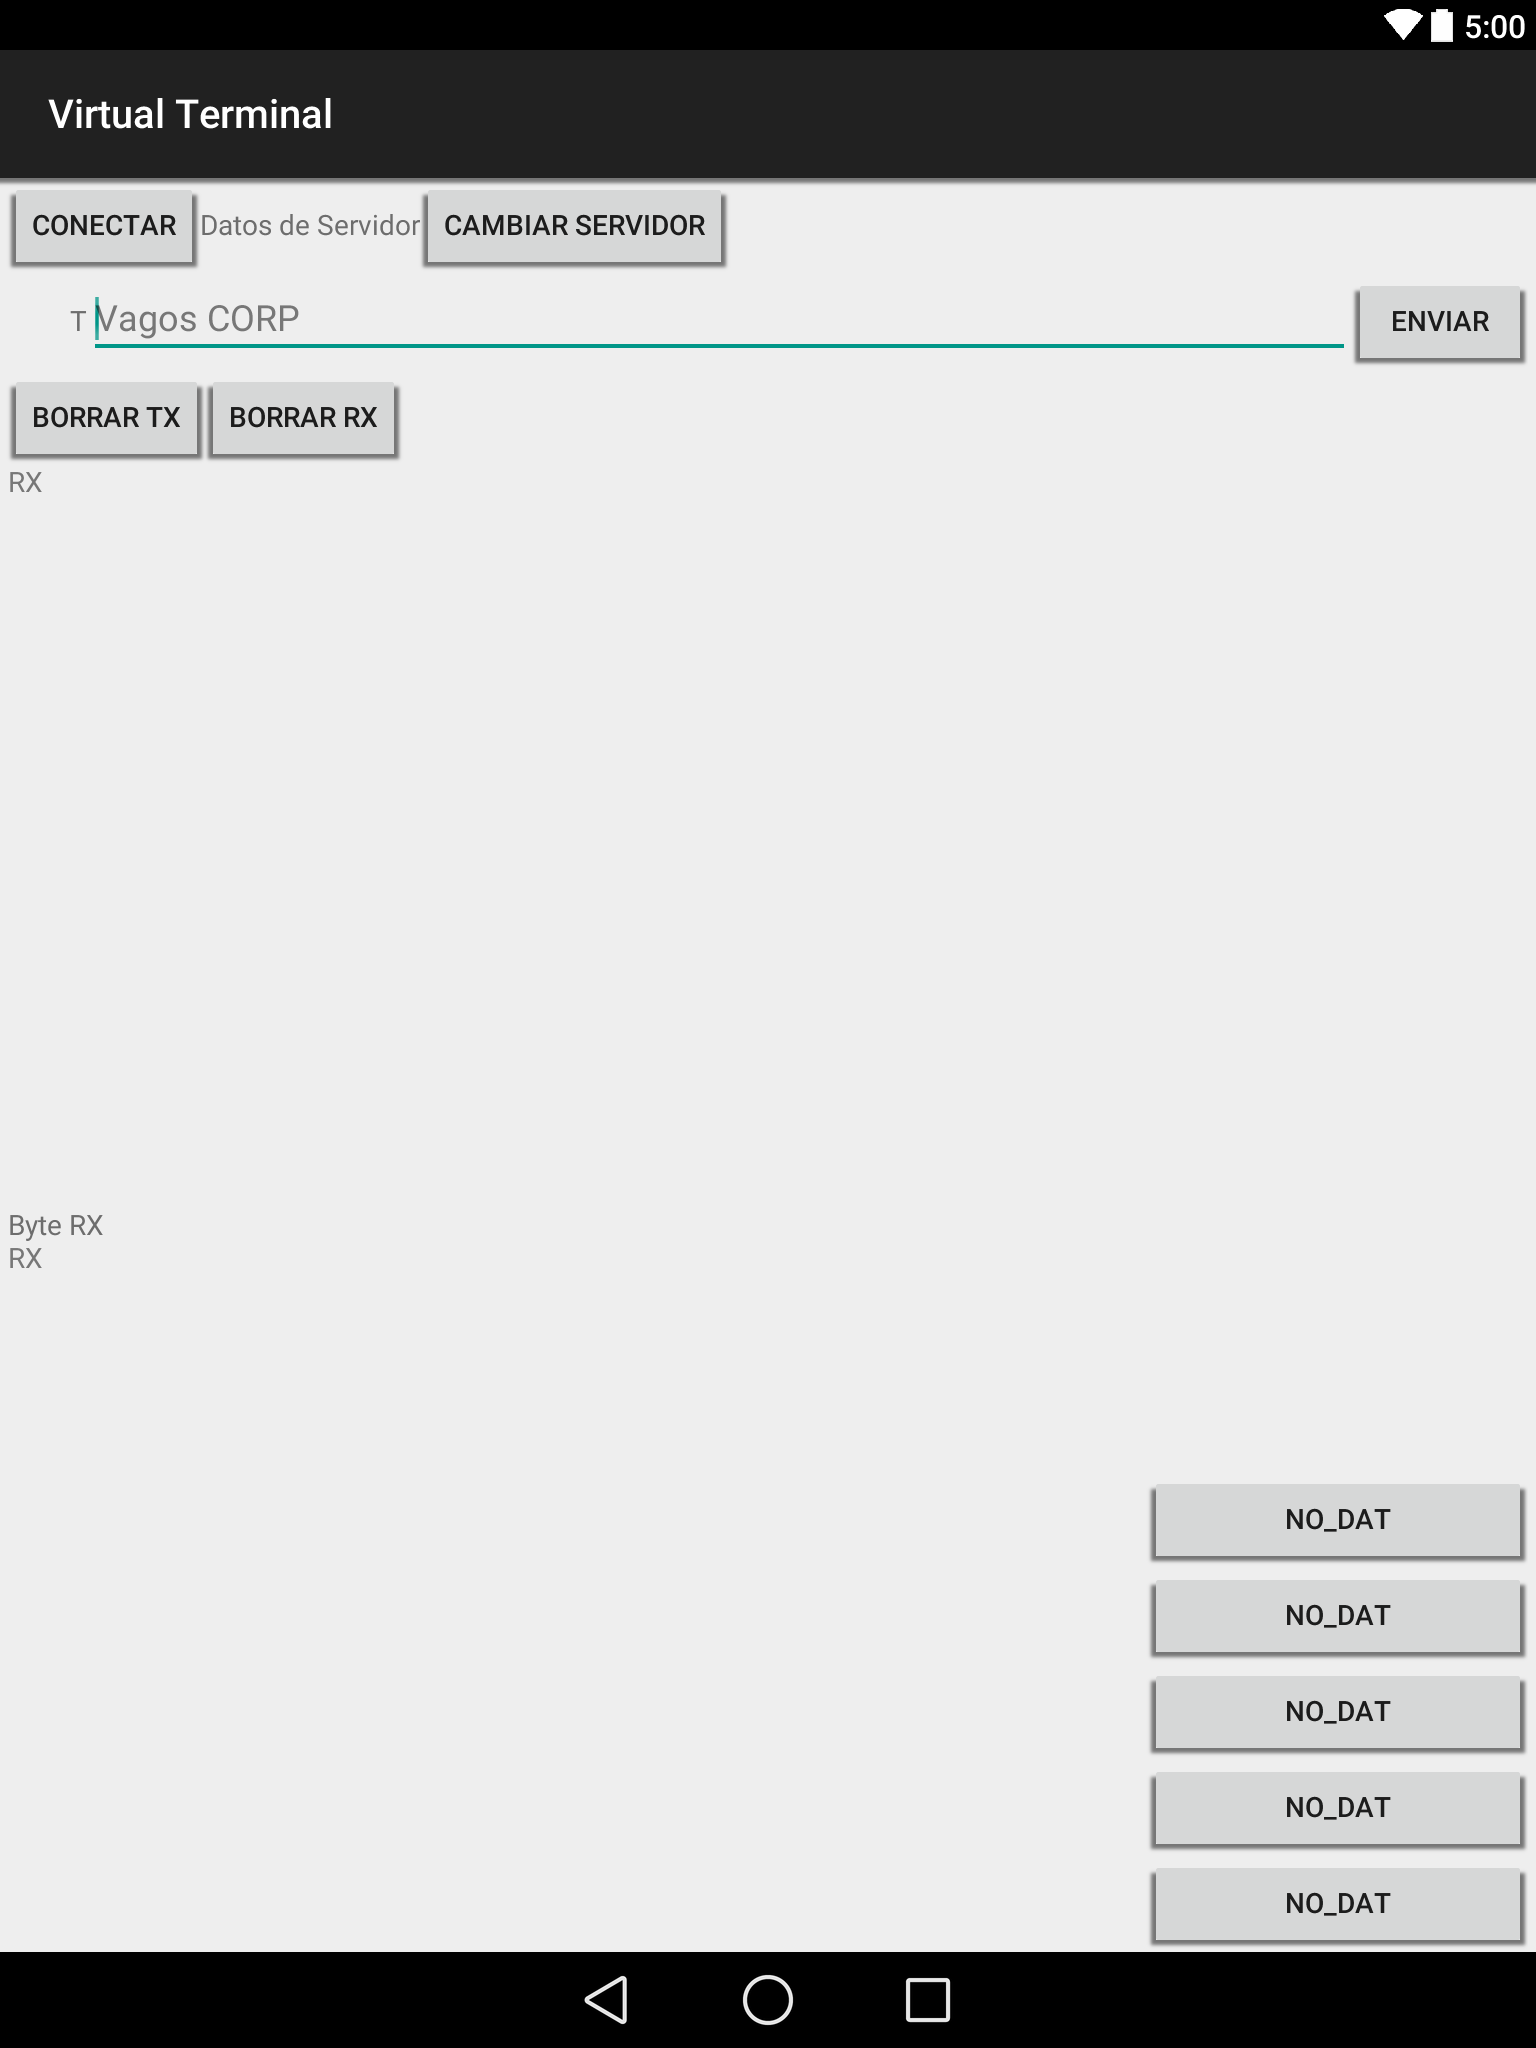 5:00
Virtual Terminal
CONECTAR Datos de Servidor CAMBIAR SERVIDOR
T Vagos CORP ENVIAR
BORRAR TX BORRAR RX
RX
Byte RX
RX
NO_DAT
NO_DAT
NO_DAT
NO_DAT
NO_DAT